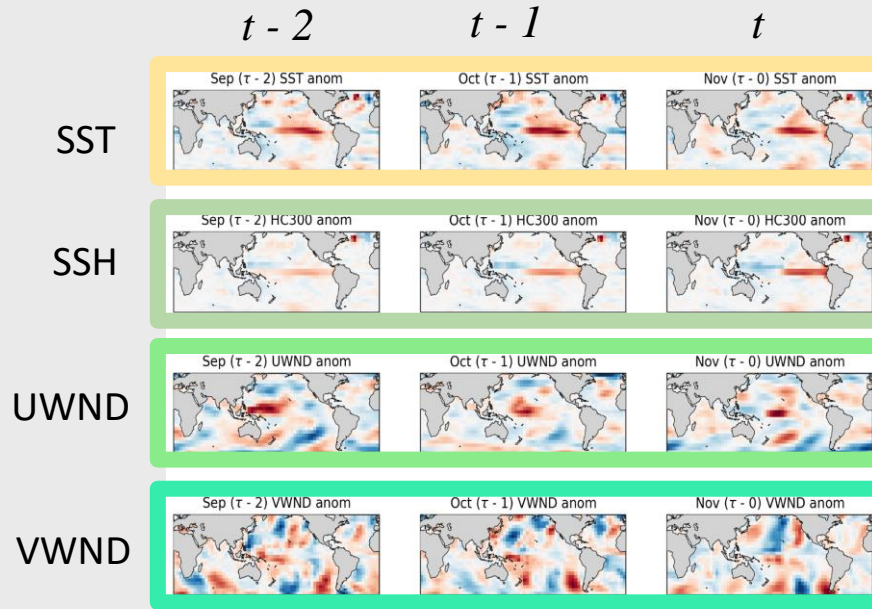 t - 2 t - 1 t
SST
Sep (τ - 2) SST anom Oct (τ - 1) SST anom Nov (τ - 0) SST anom
SSH
Sep (τ - 2) HC300 anom Oct (τ - 1) HC300 anom Nov (τ - 0) HC300 anom
UWND
Sep (τ - 2) UWND anom Oct (τ - 1) UWND anom Nov (τ - 0) UWND anom
VWND
Sep (τ - 2) VWND anom Oct (τ - 1) VWND anom Nov (τ - 0) VWND anom